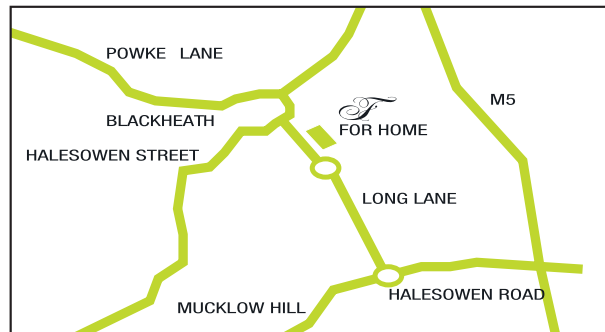 POWKE LANE
M5
BLACKHEATH
F
FOR HOME
HALESOWEN STREET
LONG LANE
MUCKLOW HILL
HALESOWEN ROAD